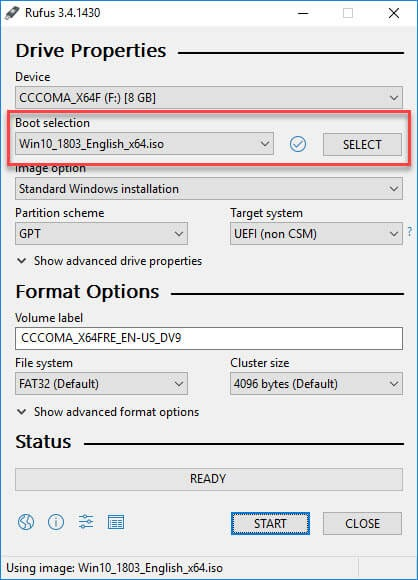 Rufus 3.4.1430
Drive Properties
Device
CCCOMA_X64F (F:) [8 GB]
Boot selection
Win10_1803_English_x64.iso
SELECT
Image option
Standard Windows installation
Partition scheme
Target system
GPT
UEFI (non CSM)
?
Show advanced drive properties
Format Options
Volume label
CCCOMA_X64FRE_EN-US_DV9
File system
Cluster size
FAT32 (Default)
4096 bytes (Default)
Show advanced format options
Status
READY
START
CLOSE
Using image: Win10_1803_English_x64.iso